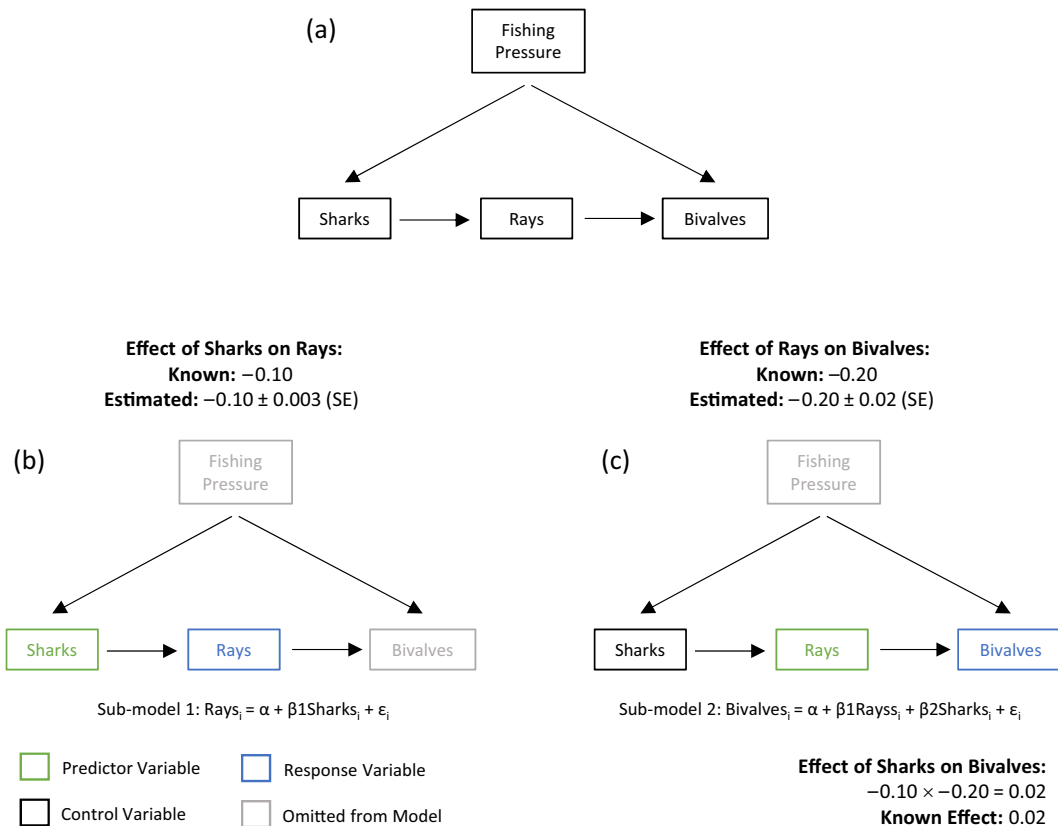 (a)
Fishing
Pressure
Sharks
Rays
Bivalves
Effect of Sharks on Rays:
Known: −0.10
Estimated: −0.10 ± 0.003 (SE)
Effect of Rays on Bivalves:
Known: −0.20
Estimated: −0.20 ± 0.02 (SE)
(b)
Fishing
Pressure
Sharks
Rays
Bivalves
Sub-model 1: Raysᵢ = α + β1Sharksᵢ + εᵢ
(c)
Fishing
Pressure
Sharks
Rays
Bivalves
Sub-model 2: Bivalvesᵢ = α + β1Rayssᵢ + β2Sharksᵢ + εᵢ
Predictor Variable
Response Variable
Control Variable
Omitted from Model
Effect of Sharks on Bivalves:
−0.10 × −0.20 = 0.02
Known Effect: 0.02